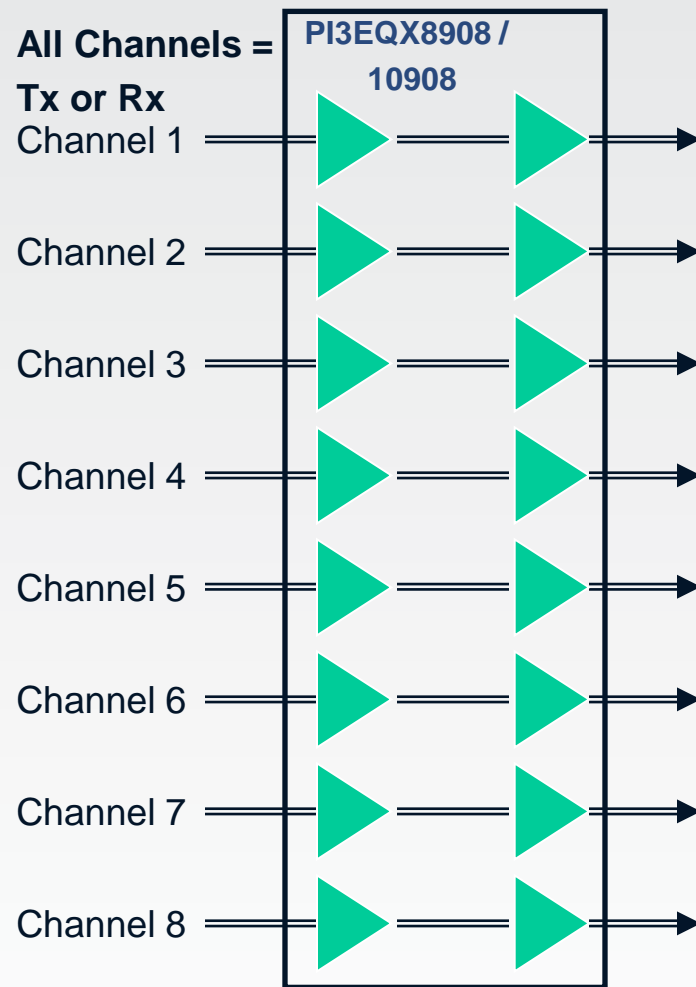 All Channels =
Tx or Rx
PI3EQX8908 /
10908
Channel 1
Channel 2
Channel 3
Channel 4
Channel 5
Channel 6
Channel 7
Channel 8